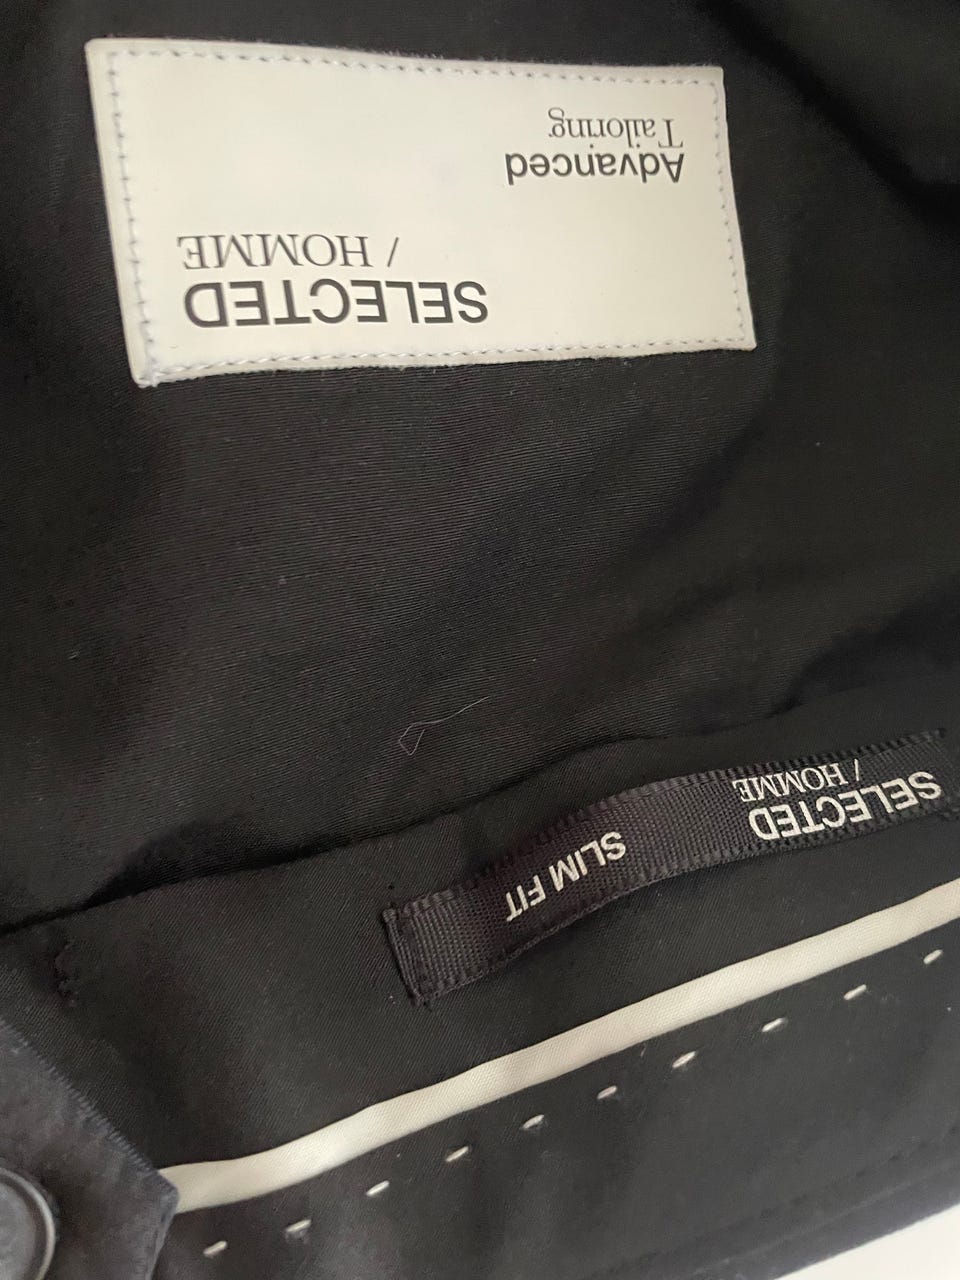 SELECTED
/ HOMME
Advanced
Tailoring
SELECTED
/ HOMME
SLIM FIT